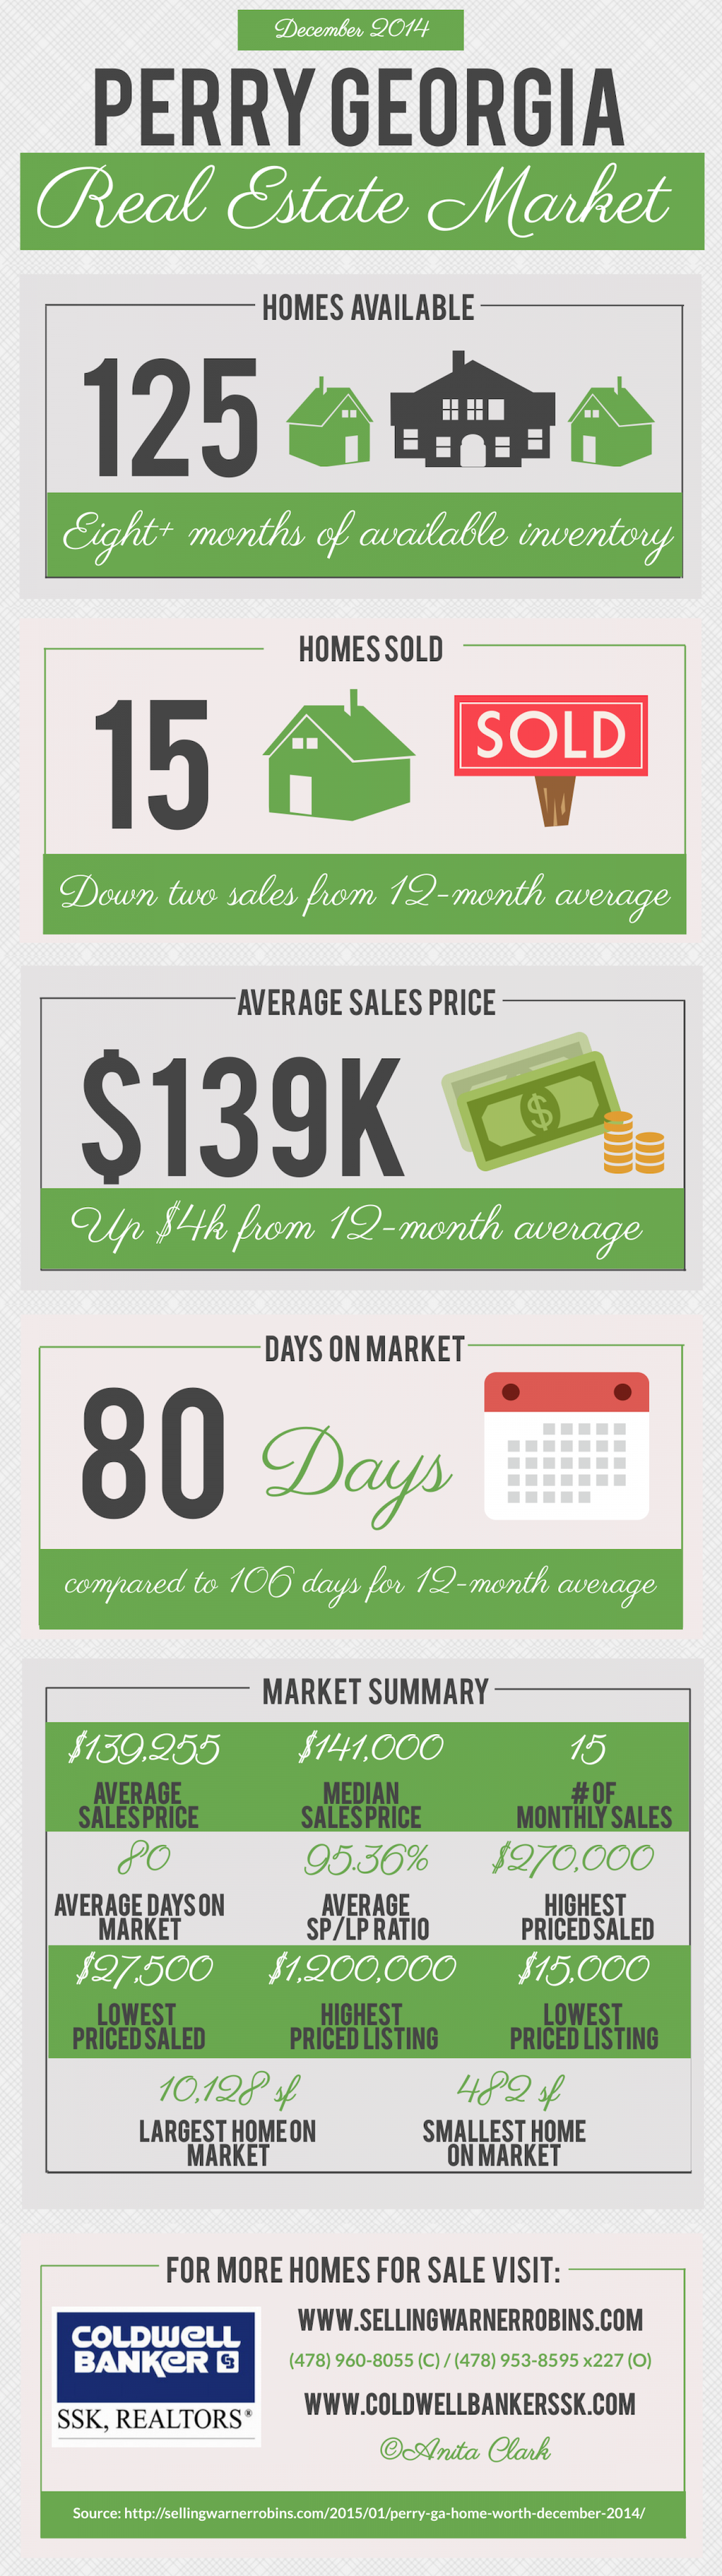 December 2014
PERRY GEORGIA
Real Estate Market
HOMES AVAILABLE
125
Eight+ months of available inventory
HOMES SOLD
15
SOLD
Down two sales from 12-month average
AVERAGE SALES PRICE
$139K
$
Up $4k from 12-month average
DAYS ON MARKET
80 Days
compared to 106 days for 12-month average
MARKET SUMMARY
$139,255 $141,000 15
AVERAGE MEDIAN # OF
SALES PRICE SALES PRICE MONTHLY SALES
80 95.36% $270,000
AVERAGE DAYS ON AVERAGE HIGHEST
MARKET SP/LP RATIO PRICED SALED
$27,500 $1,200,000 $15,000
LOWEST HIGHEST LOWEST
PRICED SALED PRICED LISTING PRICED LISTING
10,128 sf 482 sf
LARGEST HOME ON SMALLEST HOME
MARKET ON MARKET
FOR MORE HOMES FOR SALE VISIT:
COLDWELL
BANKER CB
SSK, REALTORS®
WWW.SELLINGWARNERROBINS.COM
(478) 960-8055 (C) / (478) 953-8595 x227 (O)
WWW.COLDWELLBANKERSSK.COM
©Anita Clark
Source: http://sellingwarnerrobins.com/2015/01/perry-ga-home-worth-december-2014/